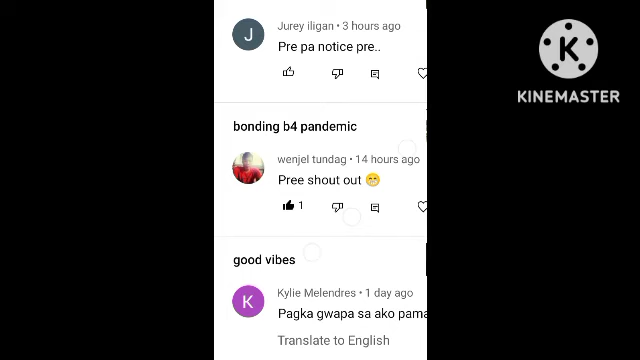 Jurey iligan • 3 hours ago
Pre pa notice pre..
bonding b4 pandemic
wenjel tundag • 14 hours ago
Pree shout out 😁
1
good vibes
Kylie Melendres • 1 day ago
Pagka gwapa sa ako pama
Translate to English
J
K
K
KINEMASTER